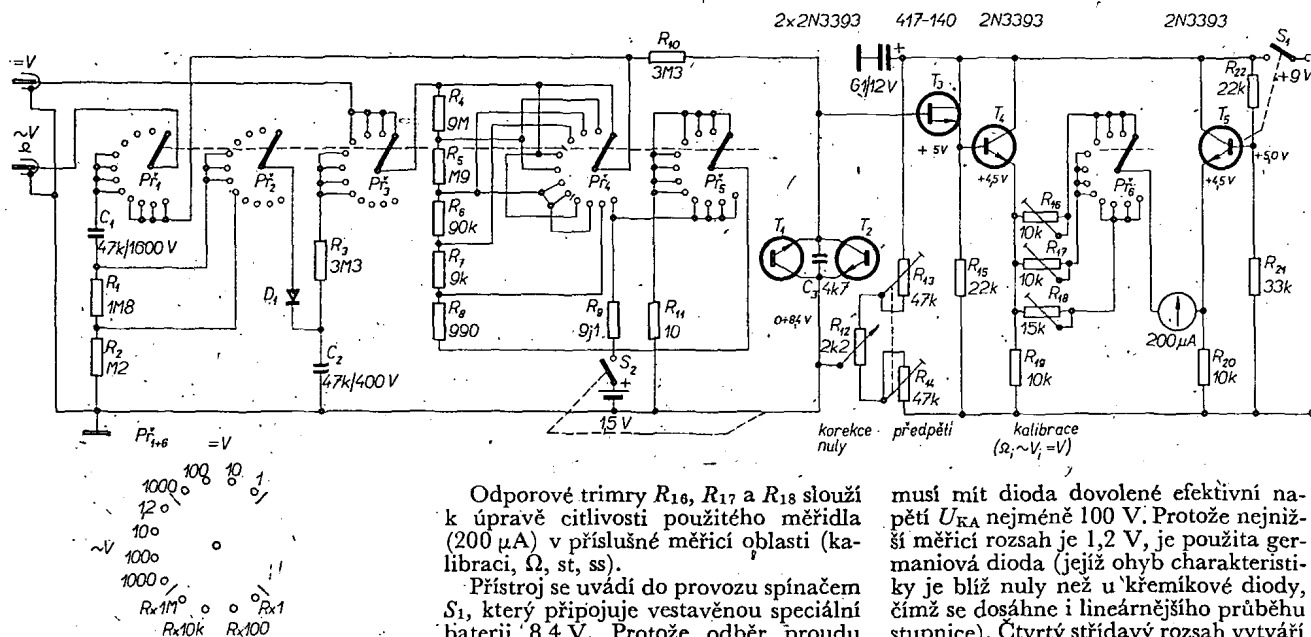 2x2N3393
417-140
2N3393
2N3393
=V
~V
Ω
R10
3M3
G1/12V
+
S1
+9V
R22
22k
T3
+5V
T4
+4,5V
T5
+5,0V
+4,5V
Př1
Př2
Př3
Př4
Př5
Př6
R4
9M
R5
M9
R6
90k
R7
9k
R8
990
C1
47k/1600V
R1
1M8
R2
M2
D1
R3
3M3
C2
47k/400V
R9
9j1
S2
+
1,5V
R11
10
T1
T2
C3
4k7
R12
2k2
R13
47k
R14
47k
R15
22k
R16
10k
R17
10k
R18
15k
R19
10k
200µA
R20
10k
R21
33k
korekce
nuly
předpětí
kalibrace
(Ω, ~V, =V)
Př1÷6
=V
1000
100
10
1
~V
1,2
10
100
1000
Rx1M
Rx10k
Rx100
Rx1
Odporové trimry R16, R17 a R18 slouží
k úpravě citlivosti použitého měřidla
(200 µA) v příslušné měřicí oblasti (ka-
libraci, Ω, st, ss).
Přístroj se uvádí do provozu spínačem
S1, který připojuje vestavěnou speciální
baterii 8,4 V. Protože odběr proudu
musí mít dioda dovolené efektivní na-
pětí UKA nejméně 100 V. Protože nejniž-
ší měřicí rozsah je 1,2 V, je použita ger-
maniová dioda (jejíž ohyb charakteristi-
ky je blíž nuly než u křemíkové diody,
čímž se dosáhne i lineárnějšího průběhu
stupnice). Čtvrtý střídavý rozsah vytváří